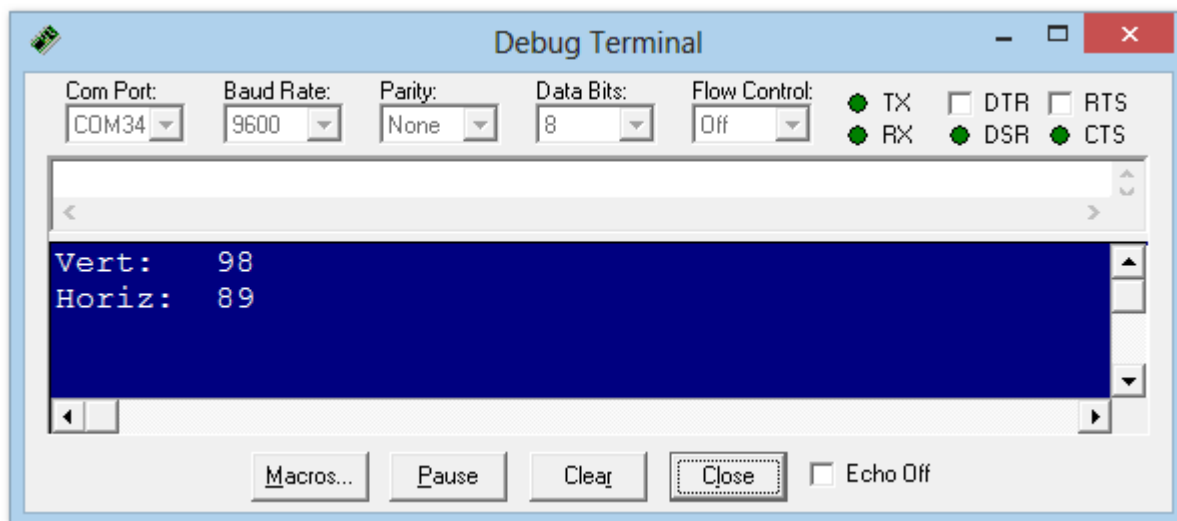 Debug Terminal
Com Port: Baud Rate: Parity: Data Bits: Flow Control: TX DTR RTS
COM34 9600 None 8 Off RX DSR CTS
Vert: 98
Horiz: 89
Macros... Pause Clear Close Echo Off